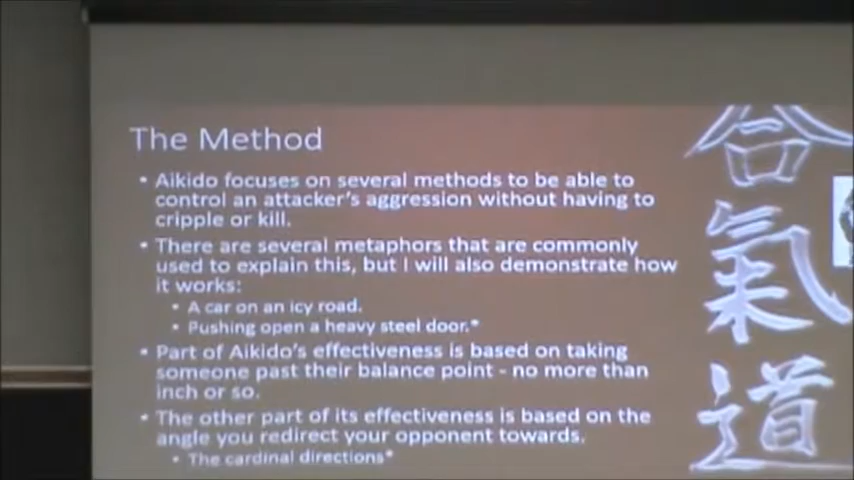 The Method
• Aikido focuses on several methods to be able to
control an attacker's aggression without having to
cripple or kill.
• There are several metaphors that are commonly
used to explain this, but I will also demonstrate how
it works:
• A car on an icy road.
• Pushing open a heavy steel door.*
• Part of Aikido's effectiveness is based on taking
someone past their balance point - no more than
inch or so.
• The other part of its effectiveness is based on the
angle you redirect your opponent towards.
• The cardinal directions*
合
氣
道